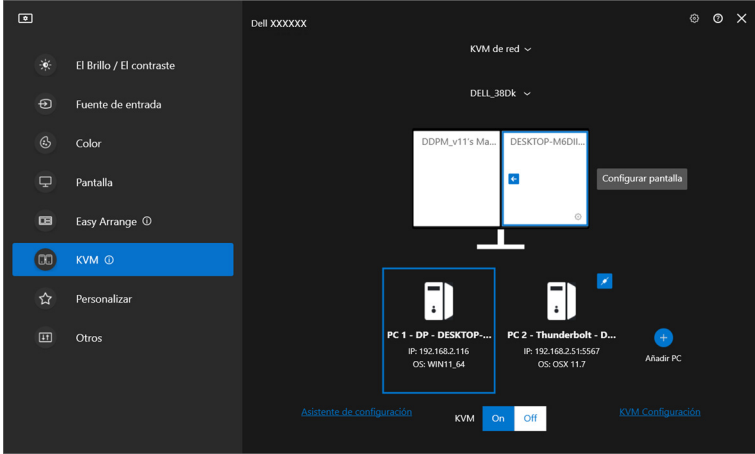 Dell XXXXXX
El Brillo / El contraste
Fuente de entrada
Color
Pantalla
Easy Arrange
KVM
Personalizar
Otros
KVM de red
DELL_38Dk
DDPM_v11's Ma...
DESKTOP-M6DII...
Configurar pantalla
PC 1 - DP - DESKTOP-...
IP: 192.168.2.116
OS: WIN11_64
PC 2 - Thunderbolt - D...
IP: 192.168.2.51:5567
OS: OSX 11.7
Añadir PC
Asistente de configuración
KVM On Off
KVM Configuración